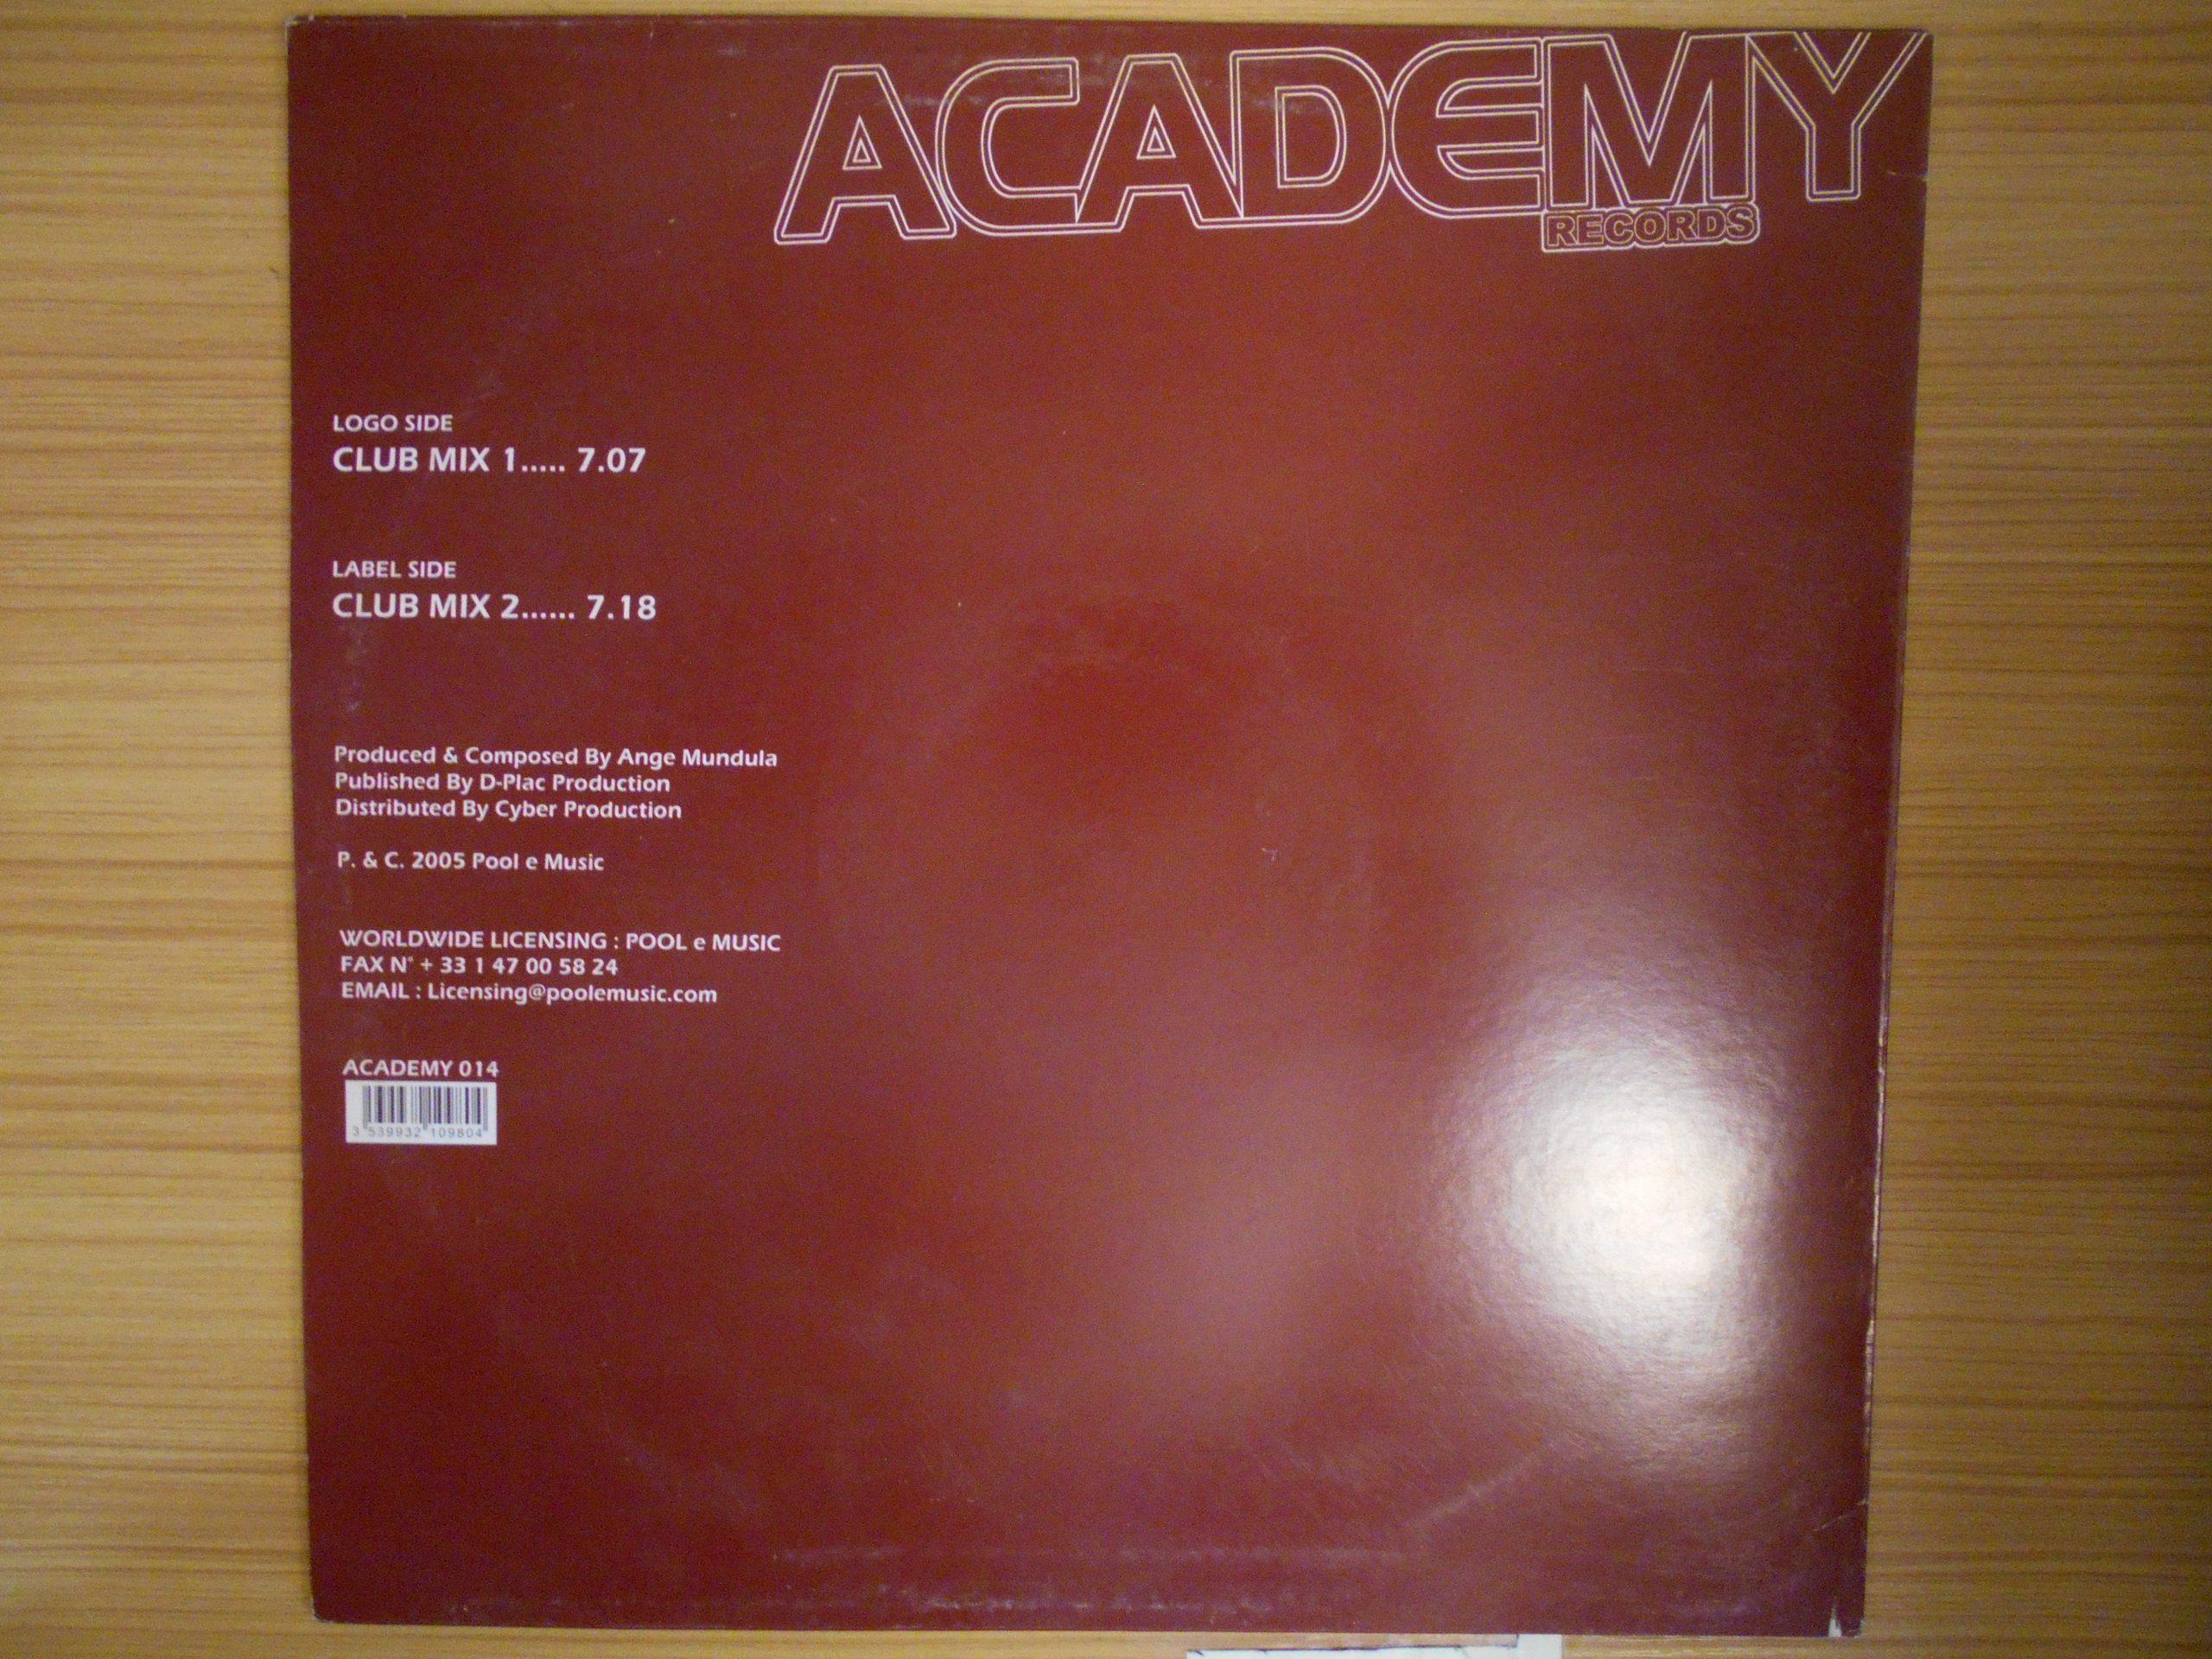 ACADEMY
RECORDS
LOGO SIDE
CLUB MIX 1..... 7.07
LABEL SIDE
CLUB MIX 2...... 7.18
Produced & Composed By Ange Mundula
Published By D-Plac Production
Distributed By Cyber Production
P. & C. 2005 Pool e Music
WORLDWIDE LICENSING : POOL e MUSIC
FAX N° + 33 1 47 00 58 24
EMAIL : Licensing@poolemusic.com
ACADEMY 014
3 539932 109804